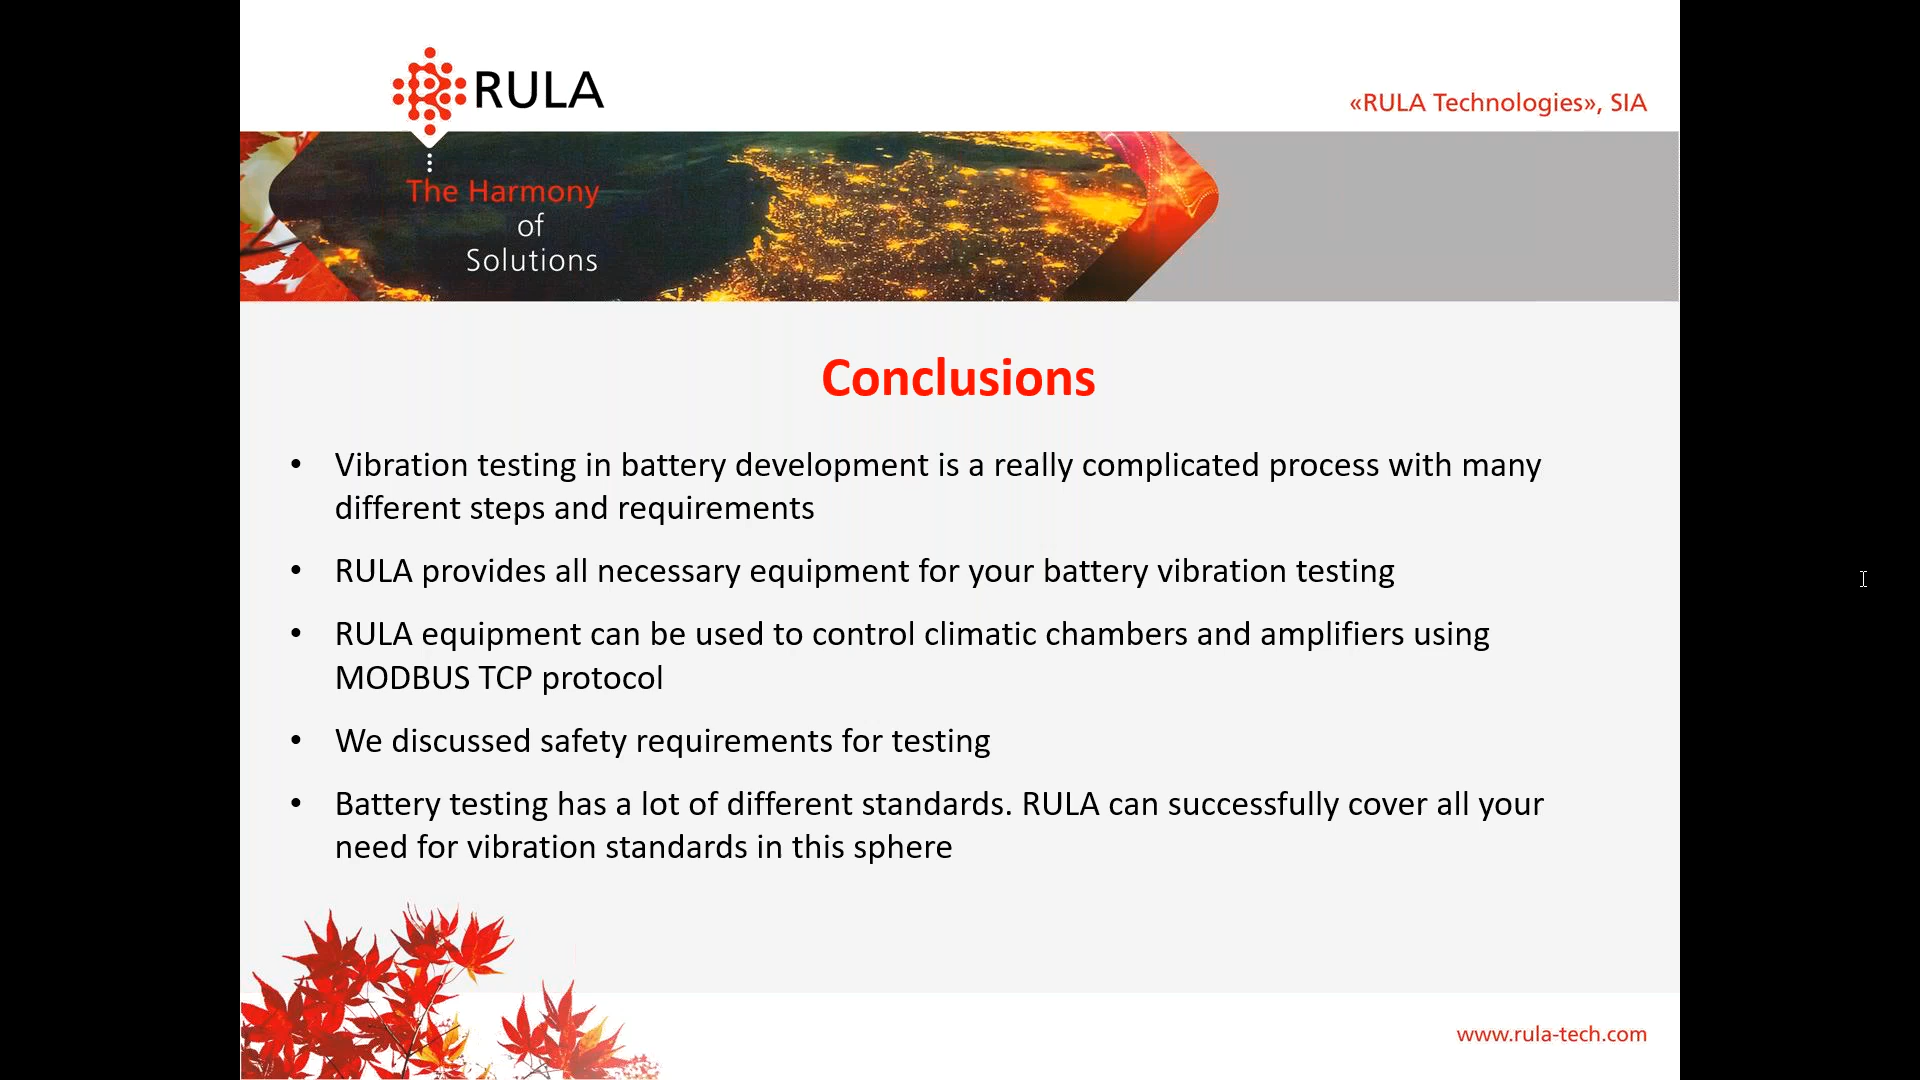 RULA
«RULA Technologies», SIA
The Harmony
of
Solutions
Conclusions
• Vibration testing in battery development is a really complicated process with many
different steps and requirements
• RULA provides all necessary equipment for your battery vibration testing
• RULA equipment can be used to control climatic chambers and amplifiers using
MODBUS TCP protocol
• We discussed safety requirements for testing
• Battery testing has a lot of different standards. RULA can successfully cover all your
need for vibration standards in this sphere
www.rula-tech.com